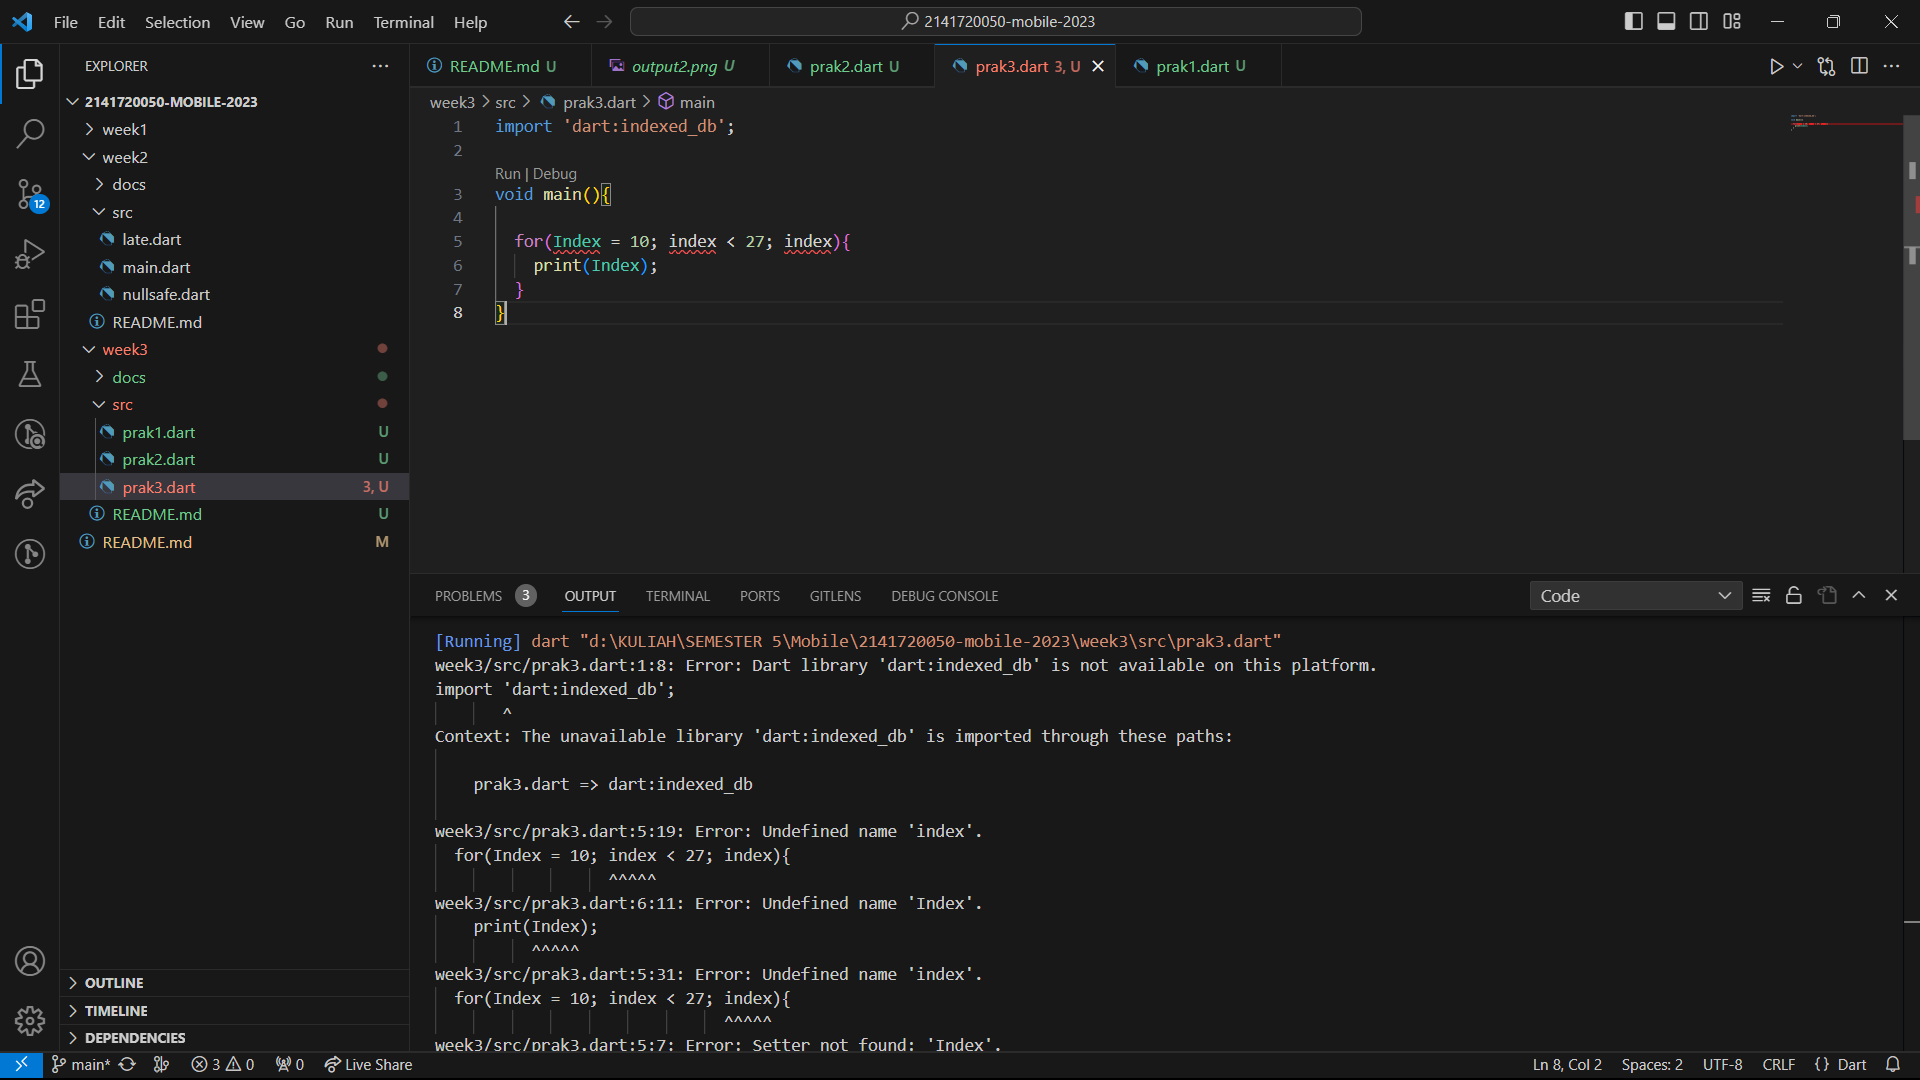 File Edit Selection View Go Run Terminal Help
2141720050-mobile-2023
EXPLORER
2141720050-MOBILE-2023
week1
week2
docs
src
late.dart
main.dart
nullsafe.dart
README.md
week3
docs
src
prak1.dart U
prak2.dart U
prak3.dart 3, U
README.md U
README.md M
12
OUTLINE
TIMELINE
DEPENDENCIES
README.md U output2.png U prak2.dart U prak3.dart 3, U prak1.dart U
week3 > src > prak3.dart > main
1 import 'dart:indexed_db';
2
Run | Debug
3 void main(){
4
5 for(Index = 10; index < 27; index){
6 print(Index);
7 }
8 }
PROBLEMS 3 OUTPUT TERMINAL PORTS GITLENS DEBUG CONSOLE Code
[Running] dart "d:\KULIAH\SEMESTER 5\Mobile\2141720050-mobile-2023\week3\src\prak3.dart"
week3/src/prak3.dart:1:8: Error: Dart library 'dart:indexed_db' is not available on this platform.
import 'dart:indexed_db';
^
Context: The unavailable library 'dart:indexed_db' is imported through these paths:
prak3.dart => dart:indexed_db
week3/src/prak3.dart:5:19: Error: Undefined name 'index'.
for(Index = 10; index < 27; index){
^^^^^
week3/src/prak3.dart:6:11: Error: Undefined name 'Index'.
print(Index);
^^^^^
week3/src/prak3.dart:5:31: Error: Undefined name 'index'.
for(Index = 10; index < 27; index){
^^^^^
week3/src/prak3.dart:5:7: Error: Setter not found: 'Index'.
main* 3 0 0 Live Share Ln 8, Col 2 Spaces: 2 UTF-8 CRLF {} Dart